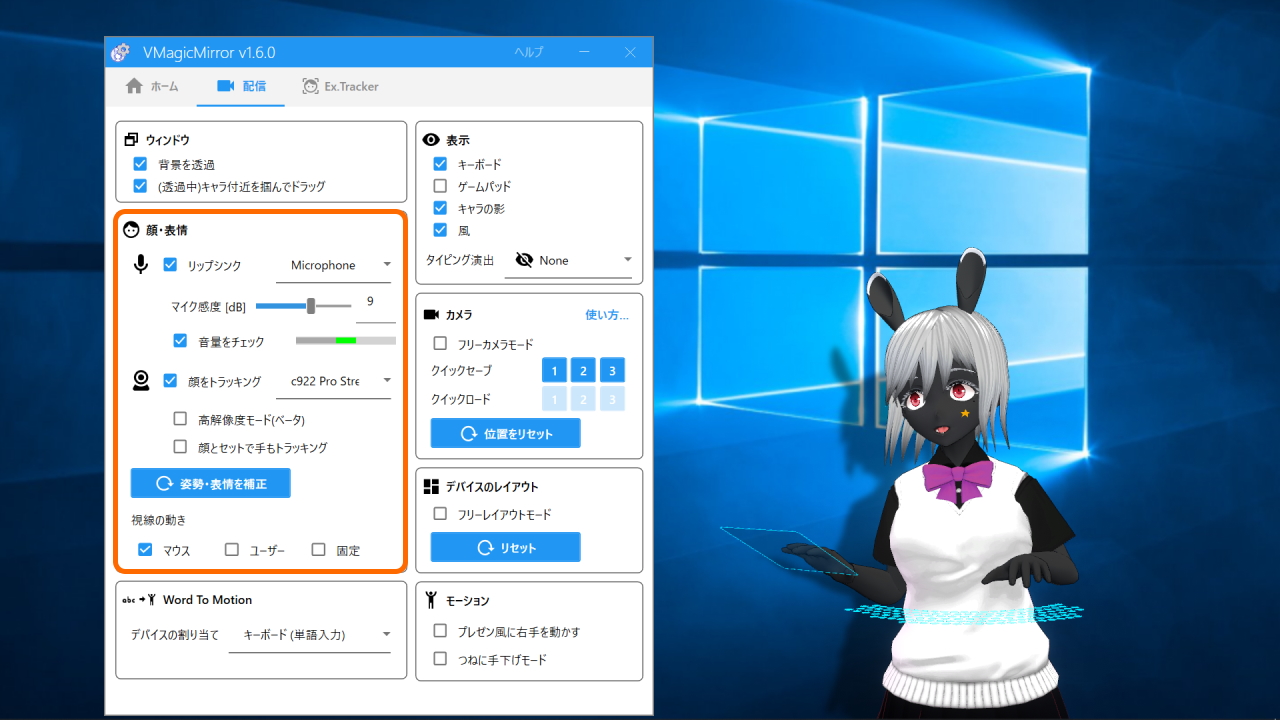 VMagicMirror v1.6.0
ヘルプ
ホーム
配信
Ex.Tracker
ウィンドウ
背景を透過
(透過中)キャラ付近を掴んでドラッグ
顔・表情
リップシンク
Microphone
マイク感度 [dB]
9
音量をチェック
顔をトラッキング
c922 Pro Stre
高解像度モード(ベータ)
顔とセットで手もトラッキング
姿勢・表情を補正
視線の動き
マウス
ユーザー
固定
abc
Word To Motion
デバイスの割り当て
キーボード (単語入力)
表示
キーボード
ゲームパッド
キャラの影
風
タイピング演出
None
カメラ
使い方...
フリーカメラモード
クイックセーブ
1 2 3
クイックロード
1 2 3
位置をリセット
デバイスのレイアウト
フリーレイアウトモード
リセット
モーション
プレゼン風に右手を動かす
つねに手下げモード